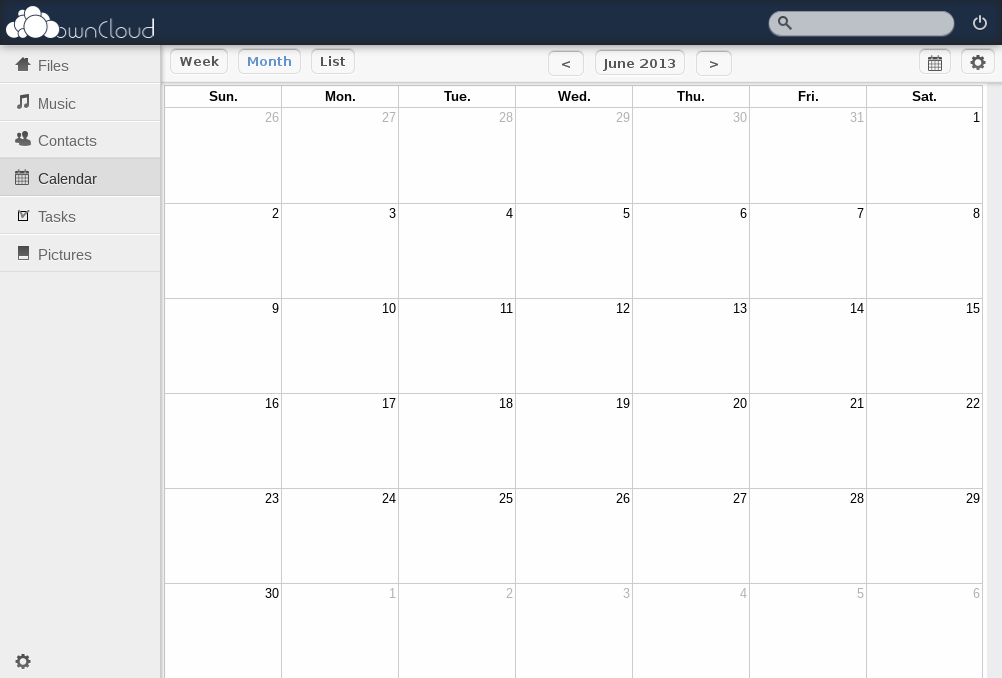 ownCloud
Files
Music
Contacts
Calendar
Tasks
Pictures
Week Month List < June 2013 >
Sun. Mon. Tue. Wed. Thu. Fri. Sat.
26 27 28 29 30 31 1
2 3 4 5 6 7 8
9 10 11 12 13 14 15
16 17 18 19 20 21 22
23 24 25 26 27 28 29
30 1 2 3 4 5 6